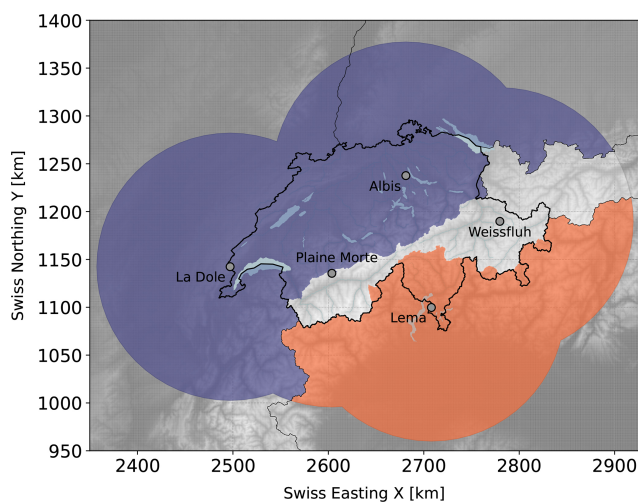 1400
1350
1300
1250
1200
1150
1100
1050
1000
950
Swiss Northing Y [km]
Albis
Weissfluh
Plaine Morte
La Dole
Lema
2400 2500 2600 2700 2800 2900
Swiss Easting X [km]